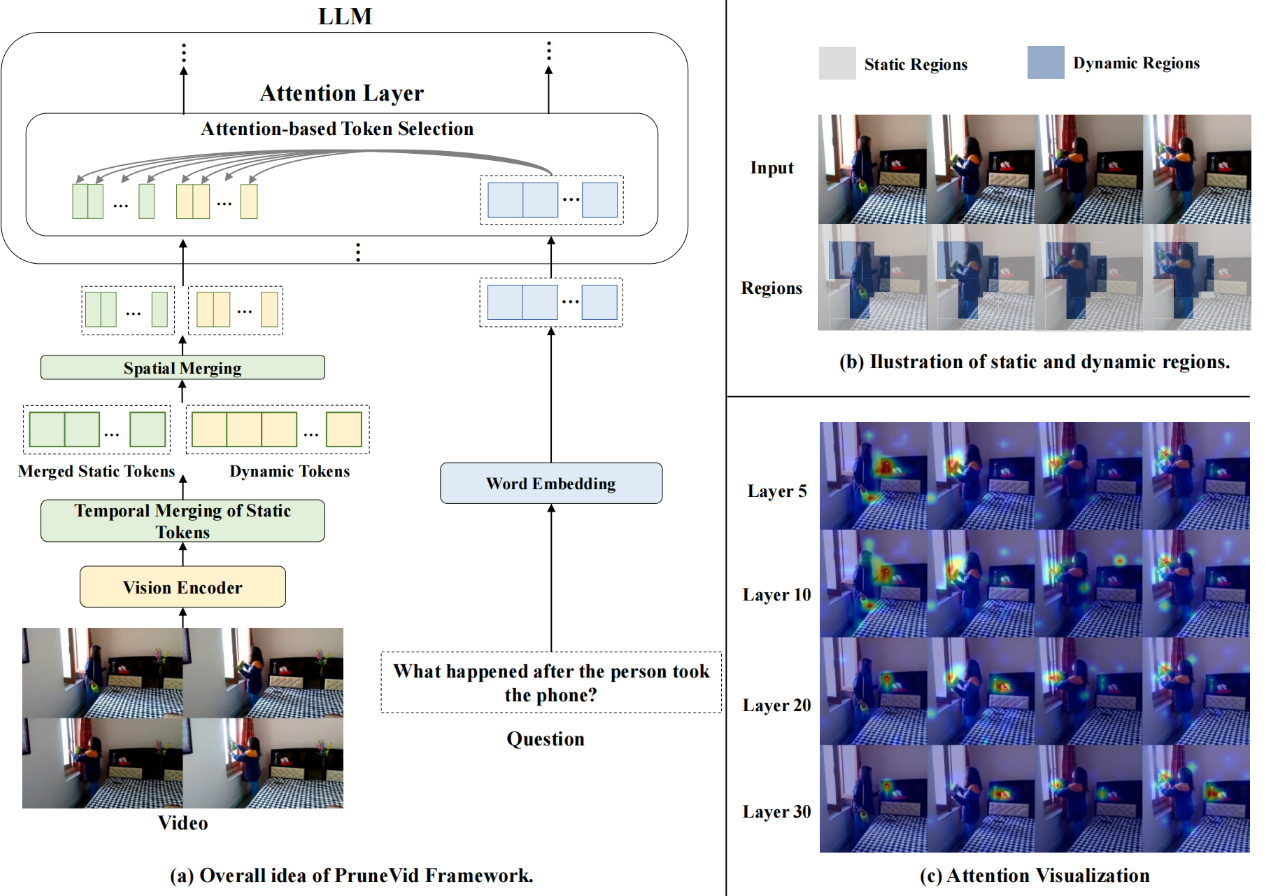 LLM
Attention Layer
Attention-based Token Selection
...
...
...
Spatial Merging
...
...
Merged Static Tokens
Dynamic Tokens
Temporal Merging of Static
Tokens
Vision Encoder
Video
...
...
Word Embedding
What happened after the person took
the phone?
Question
(a) Overall idea of PruneVid Framework.
Static Regions
Dynamic Regions
Input
Regions
(b) Ilustration of static and dynamic regions.
Layer 5
Layer 10
Layer 20
Layer 30
(c) Attention Visualization